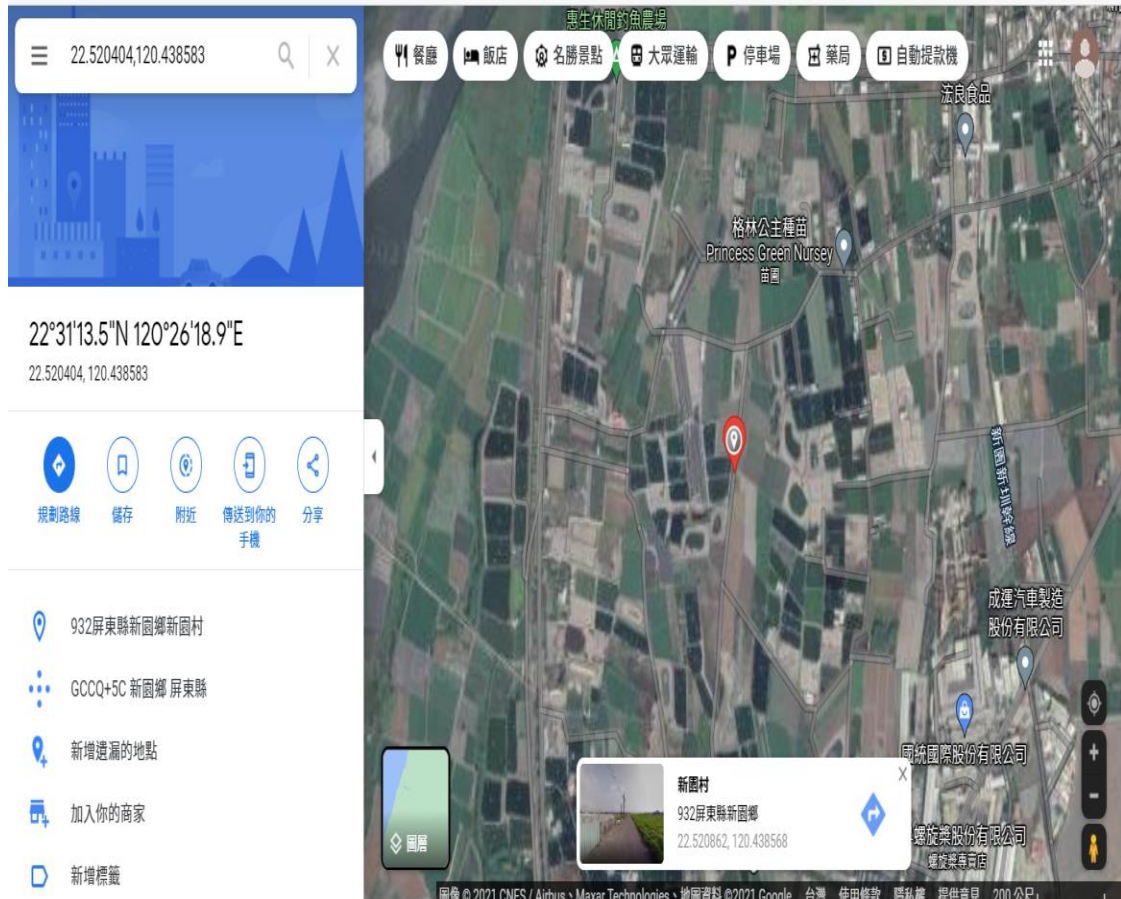 22.520404,120.438583
22°31'13.5"N 120°26'18.9"E
22.520404, 120.438583
規劃路線
儲存
附近
傳送到你的
手機
分享
932屏東縣新園鄉新園村
GCCQ+5C 新園鄉 屏東縣
新增遺漏的地點
加入你的商家
新增標籤
惠生休閒釣魚農場
餐廳
飯店
名勝景點
大眾運輸
P 停車場
藥局
自動提款機
浤良食品
格林公主種苗
Princess Green Nursey
苗圃
新園新圳幹線
成運汽車製造
股份有限公司
國統國際股份有限公司
螺旋槳股份有限公司
螺旋槳專賣店
圖層
新園村
932屏東縣新園鄉
22.520862, 120.438568
圖像 © 2021 CNES / Airbus、Maxar Technologies、地圖資料 ©2021 Google 台灣 使用條款 隱私權 提供意見 200 公尺